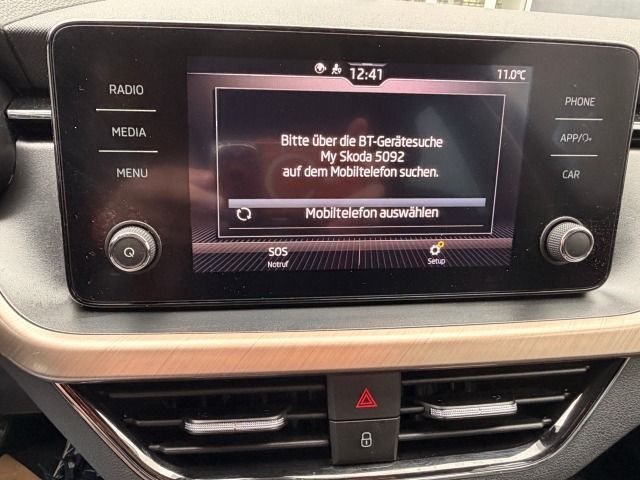 12:41
11.0°C
RADIO
MEDIA
MENU
Bitte über die BT-Gerätesuche
My Skoda 5092
auf dem Mobiltelefon suchen.
Mobiltelefon auswählen
SOS
Notruf
Setup
PHONE
APP/
CAR